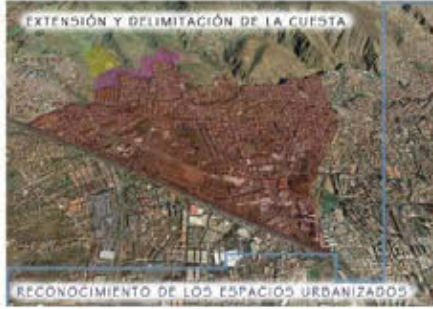 EXTENSIÓN Y DELIMITACIÓN DE LA CUESTA
RECONOCIMIENTO DE LOS ESPACIOS URBANIZADOS